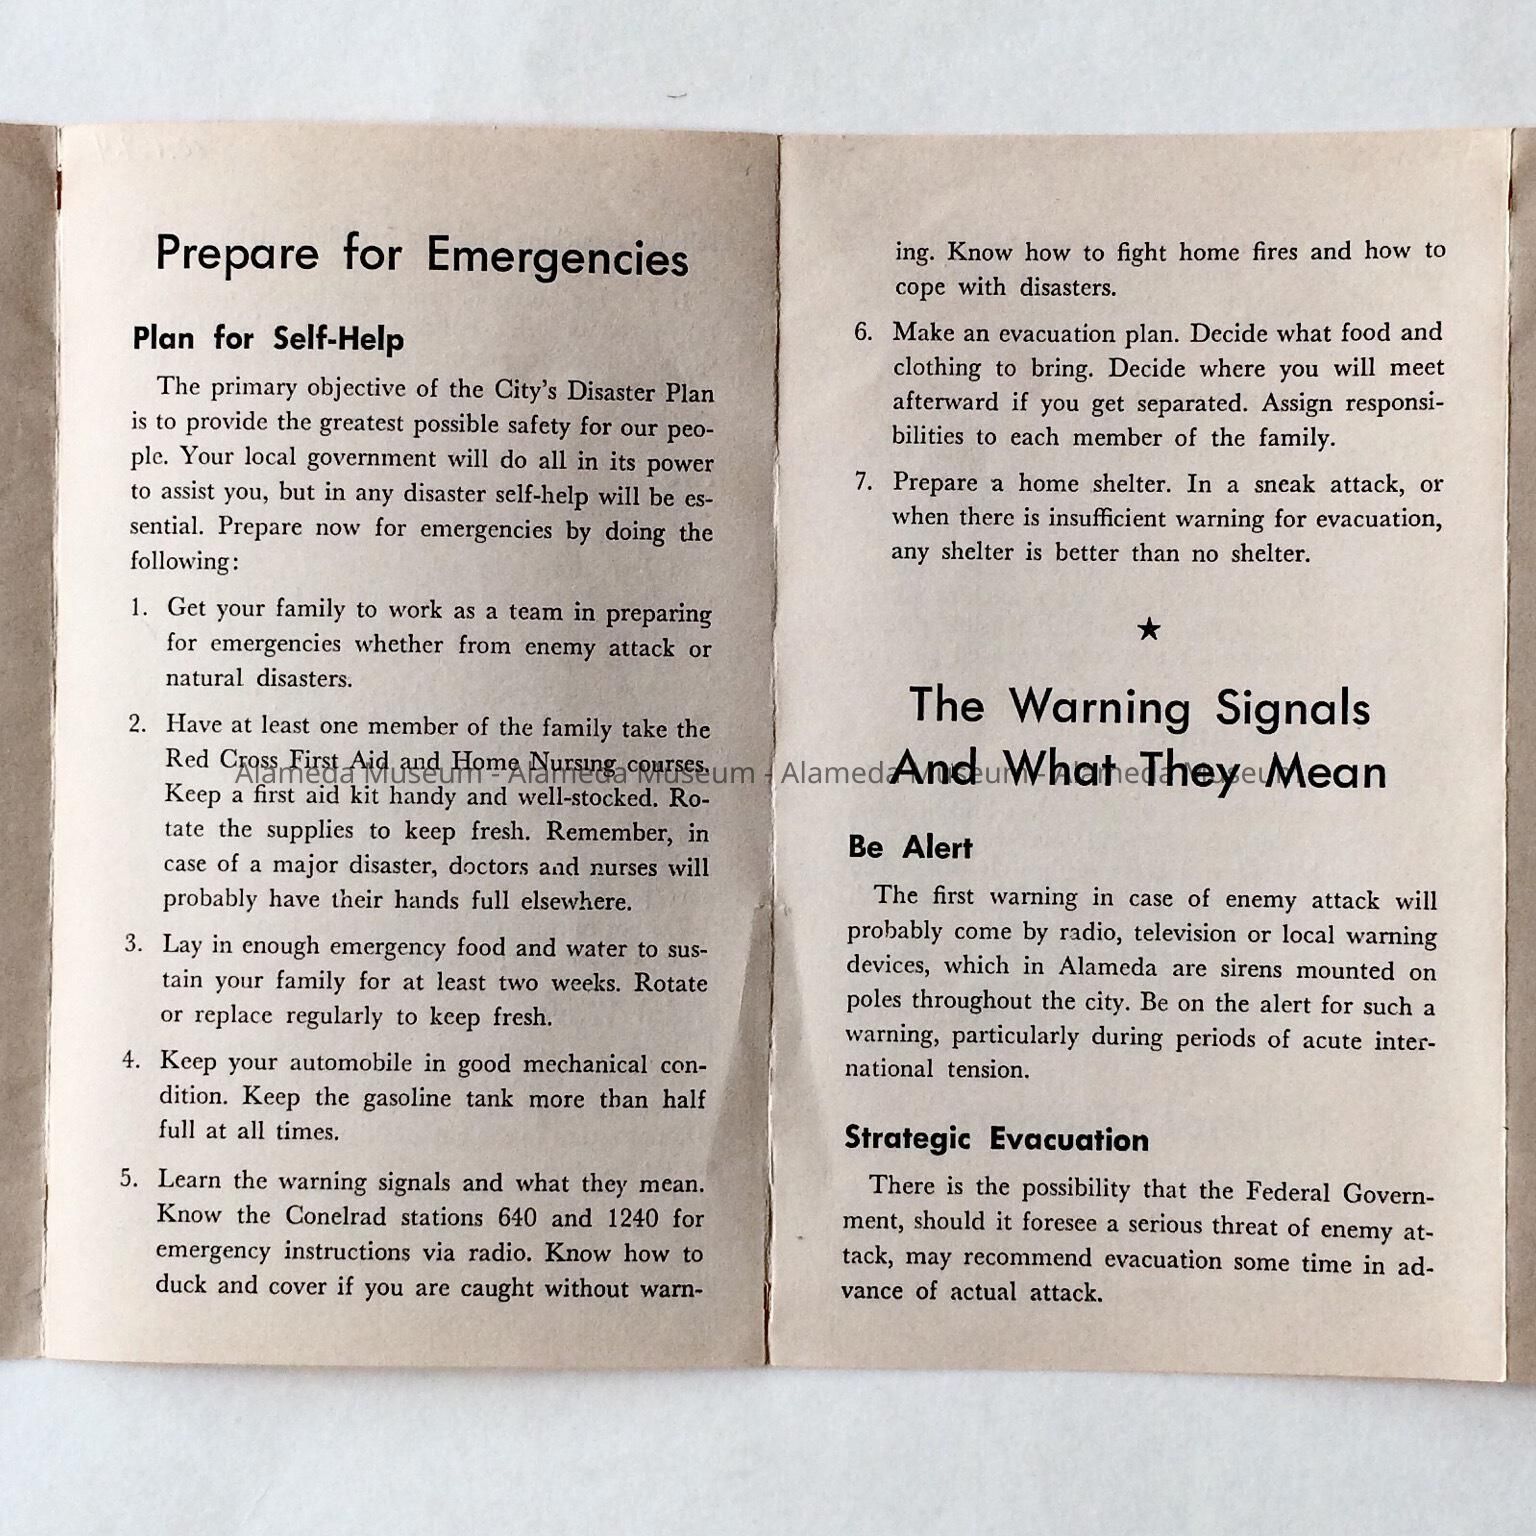 Prepare for Emergencies
Plan for Self-Help
The primary objective of the City's Disaster Plan
is to provide the greatest possible safety for our peo-
ple. Your local government will do all in its power
to assist you, but in any disaster self-help will be es-
sential. Prepare now for emergencies by doing the
following:
1. Get your family to work as a team in preparing
for emergencies whether from enemy attack or
natural disasters.
2. Have at least one member of the family take the
Red Cross First Aid and Home Nursing courses.
Keep a first aid kit handy and well-stocked. Ro-
tate the supplies to keep fresh. Remember, in
case of a major disaster, doctors and nurses will
probably have their hands full elsewhere.
3. Lay in enough emergency food and water to sus-
tain your family for at least two weeks. Rotate
or replace regularly to keep fresh.
4. Keep your automobile in good mechanical con-
dition. Keep the gasoline tank more than half
full at all times.
5. Learn the warning signals and what they mean.
Know the Conelrad stations 640 and 1240 for
emergency instructions via radio. Know how to
duck and cover if you are caught without warn-
ing. Know how to fight home fires and how to
cope with disasters.
6. Make an evacuation plan. Decide what food and
clothing to bring. Decide where you will meet
afterward if you get separated. Assign responsi-
bilities to each member of the family.
7. Prepare a home shelter. In a sneak attack, or
when there is insufficient warning for evacuation,
any shelter is better than no shelter.
★
The Warning Signals
And What They Mean
Be Alert
The first warning in case of enemy attack will
probably come by radio, television or local warning
devices, which in Alameda are sirens mounted on
poles throughout the city. Be on the alert for such a
warning, particularly during periods of acute inter-
national tension.
Strategic Evacuation
There is the possibility that the Federal Govern-
ment, should it foresee a serious threat of enemy at-
tack, may recommend evacuation some time in ad-
vance of actual attack.
Alameda Museum - Alameda Museum - Alameda Museum - Alameda Museum